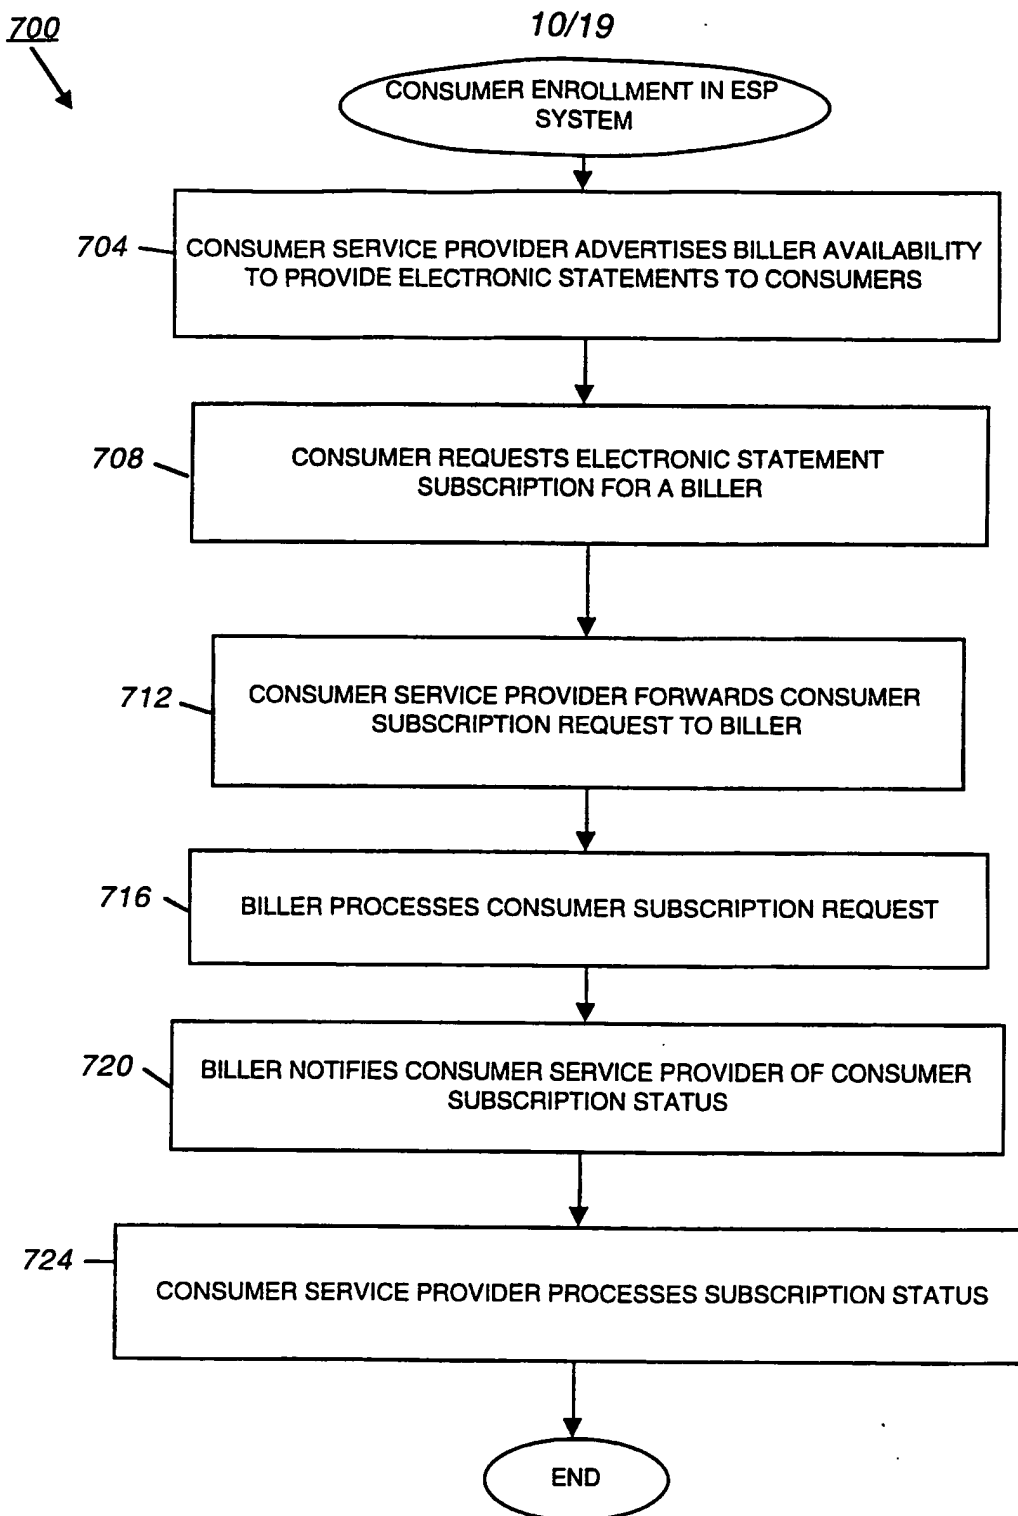 700
10/19
CONSUMER ENROLLMENT IN ESP
SYSTEM
704
CONSUMER SERVICE PROVIDER ADVERTISES BILLER AVAILABILITY
TO PROVIDE ELECTRONIC STATEMENTS TO CONSUMERS
708
CONSUMER REQUESTS ELECTRONIC STATEMENT
SUBSCRIPTION FOR A BILLER
712
CONSUMER SERVICE PROVIDER FORWARDS CONSUMER
SUBSCRIPTION REQUEST TO BILLER
716
BILLER PROCESSES CONSUMER SUBSCRIPTION REQUEST
720
BILLER NOTIFIES CONSUMER SERVICE PROVIDER OF CONSUMER
SUBSCRIPTION STATUS
724
CONSUMER SERVICE PROVIDER PROCESSES SUBSCRIPTION STATUS
END